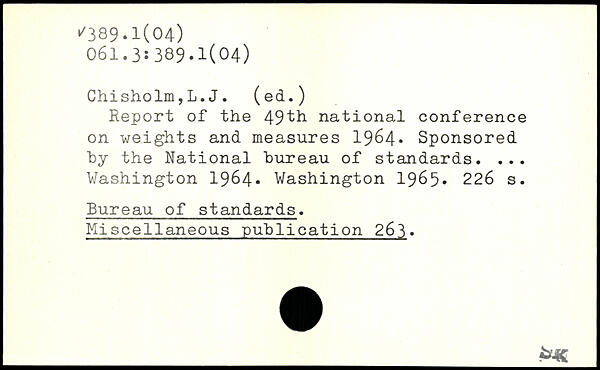 ✓389.1(04)
061.3:389.1(04)
Chisholm,L.J. (ed.)
Report of the 49th national conference
on weights and measures 1964. Sponsored
by the National bureau of standards. ...
Washington 1964. Washington 1965. 226 s.
Bureau of standards.
Miscellaneous publication 263.